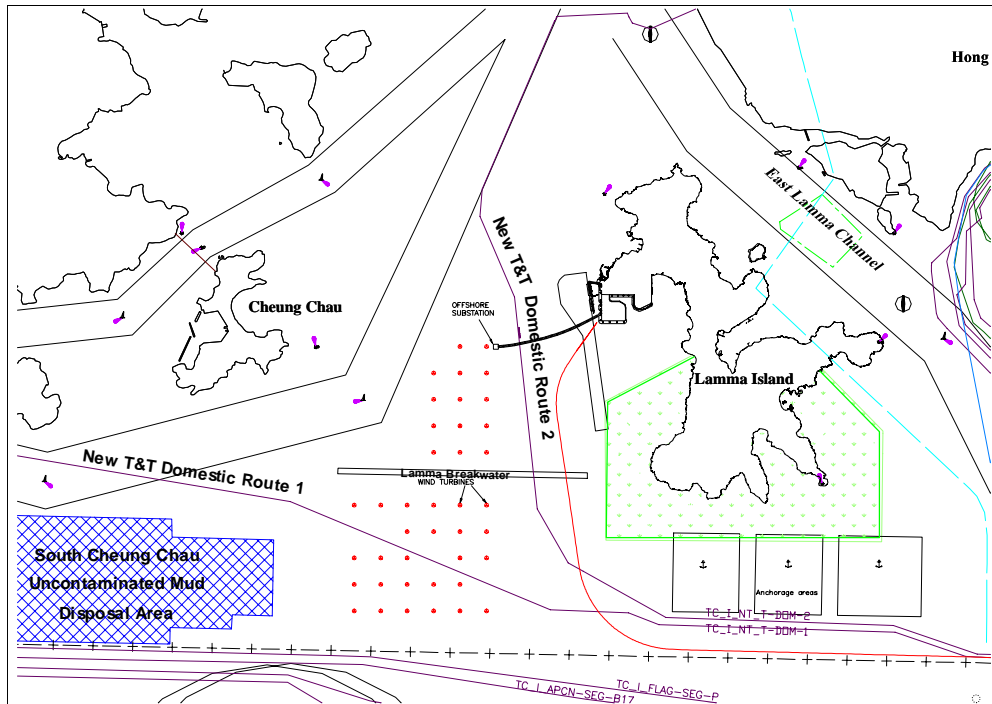 Hong
East Lamma Channel
New T&T Domestic Route 2
Cheung Chau
OFFSHORE
SUBSTATION
Lamma Island
New T&T Domestic Route 1
Lamma Breakwater
WIND TURBINES
South Cheung Chau
Uncontaminated Mud
Disposal Area
Anchorage areas
TC_I_NT_T-DOM-2
TC_I_NT_T-DOM-1
TC_I_FLAG-SEG-P
TC_I_APCN-SEG-B17